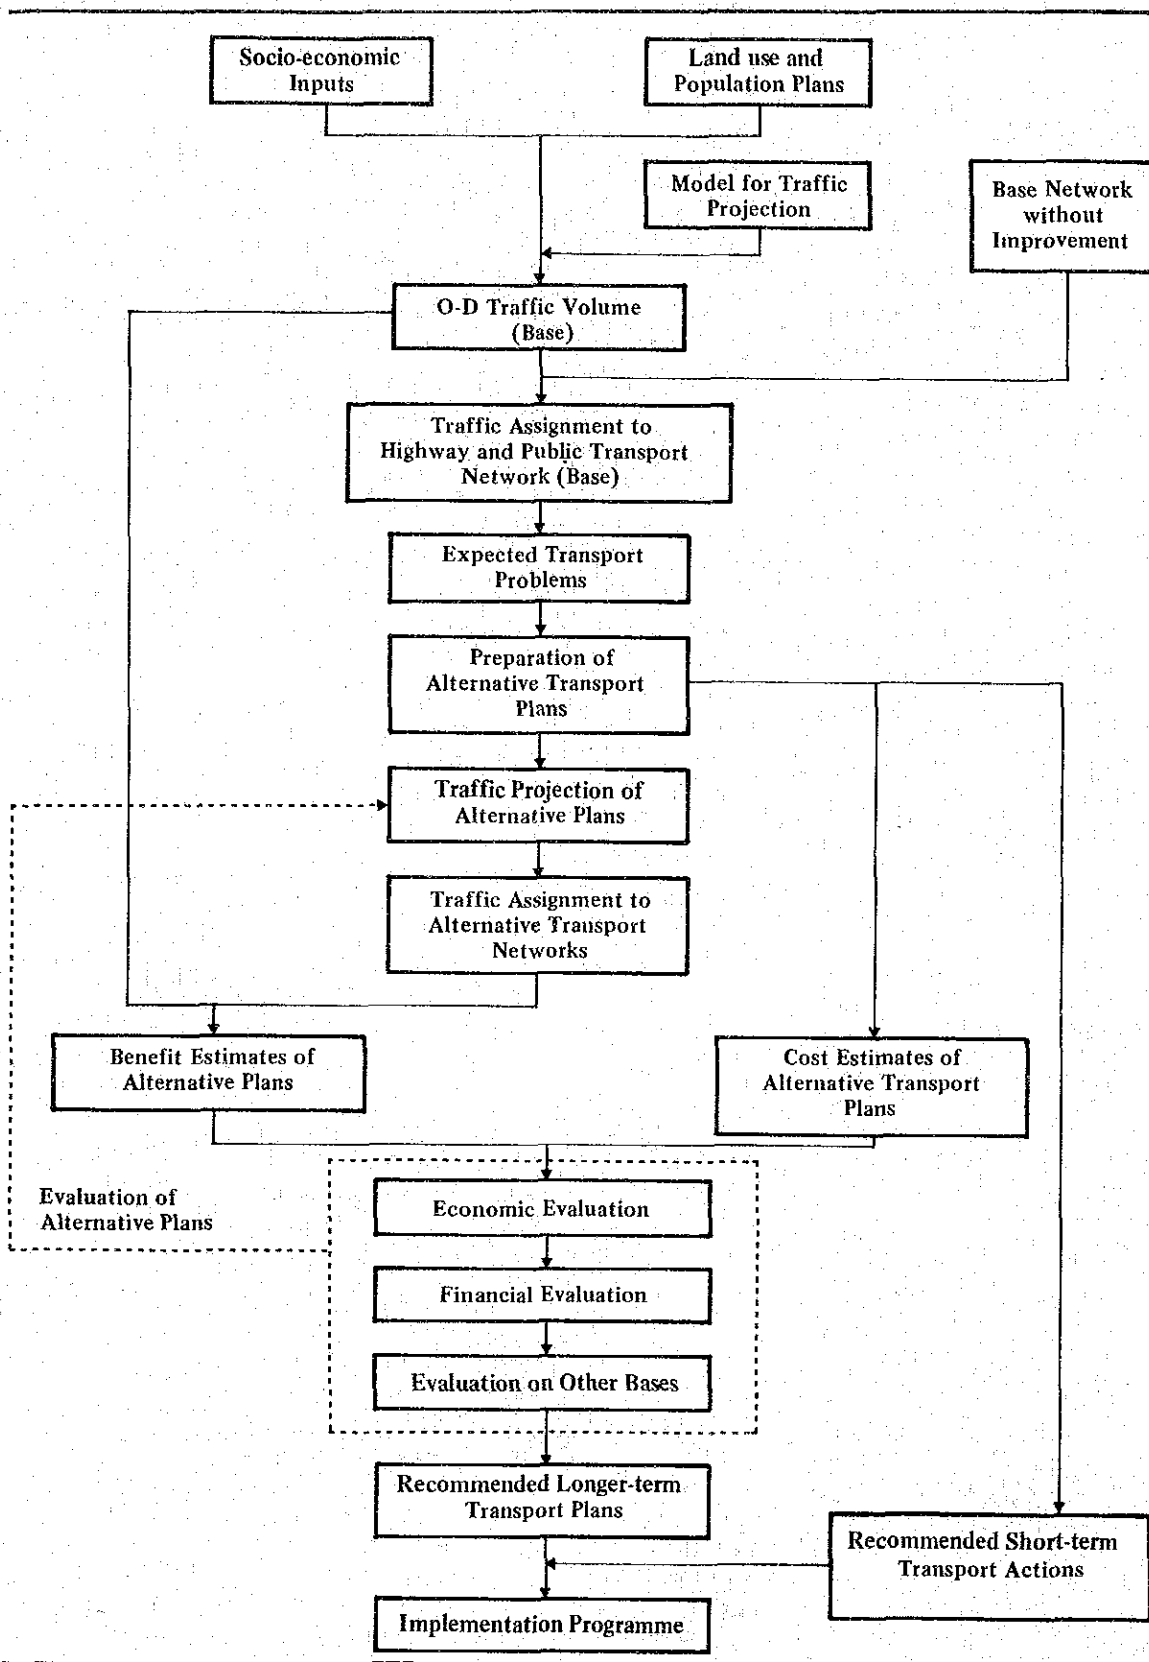 Socio-economic
Inputs
Land use and
Population Plans
Model for Traffic
Projection
Base Network
without
Improvement
O-D Traffic Volume
(Base)
Traffic Assignment to
Highway and Public Transport
Network (Base)
Expected Transport
Problems
Preparation of
Alternative Transport
Plans
Traffic Projection of
Alternative Plans
Traffic Assignment to
Alternative Transport
Networks
Benefit Estimates of
Alternative Plans
Cost Estimates of
Alternative Transport
Plans
Evaluation of
Alternative Plans
Economic Evaluation
Financial Evaluation
Evaluation on Other Bases
Recommended Longer-term
Transport Plans
Recommended Short-term
Transport Actions
Implementation Programme